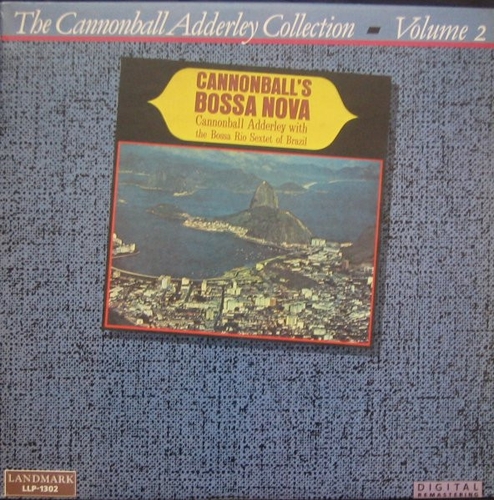 The Cannonball Adderley Collection - Volume 2
CANNONBALL'S
BOSSA NOVA
Cannonball Adderley with
the Bossa Rio Sextet of Brazil
LANDMARK
LLP-1302
DIGITAL
REMASTERING